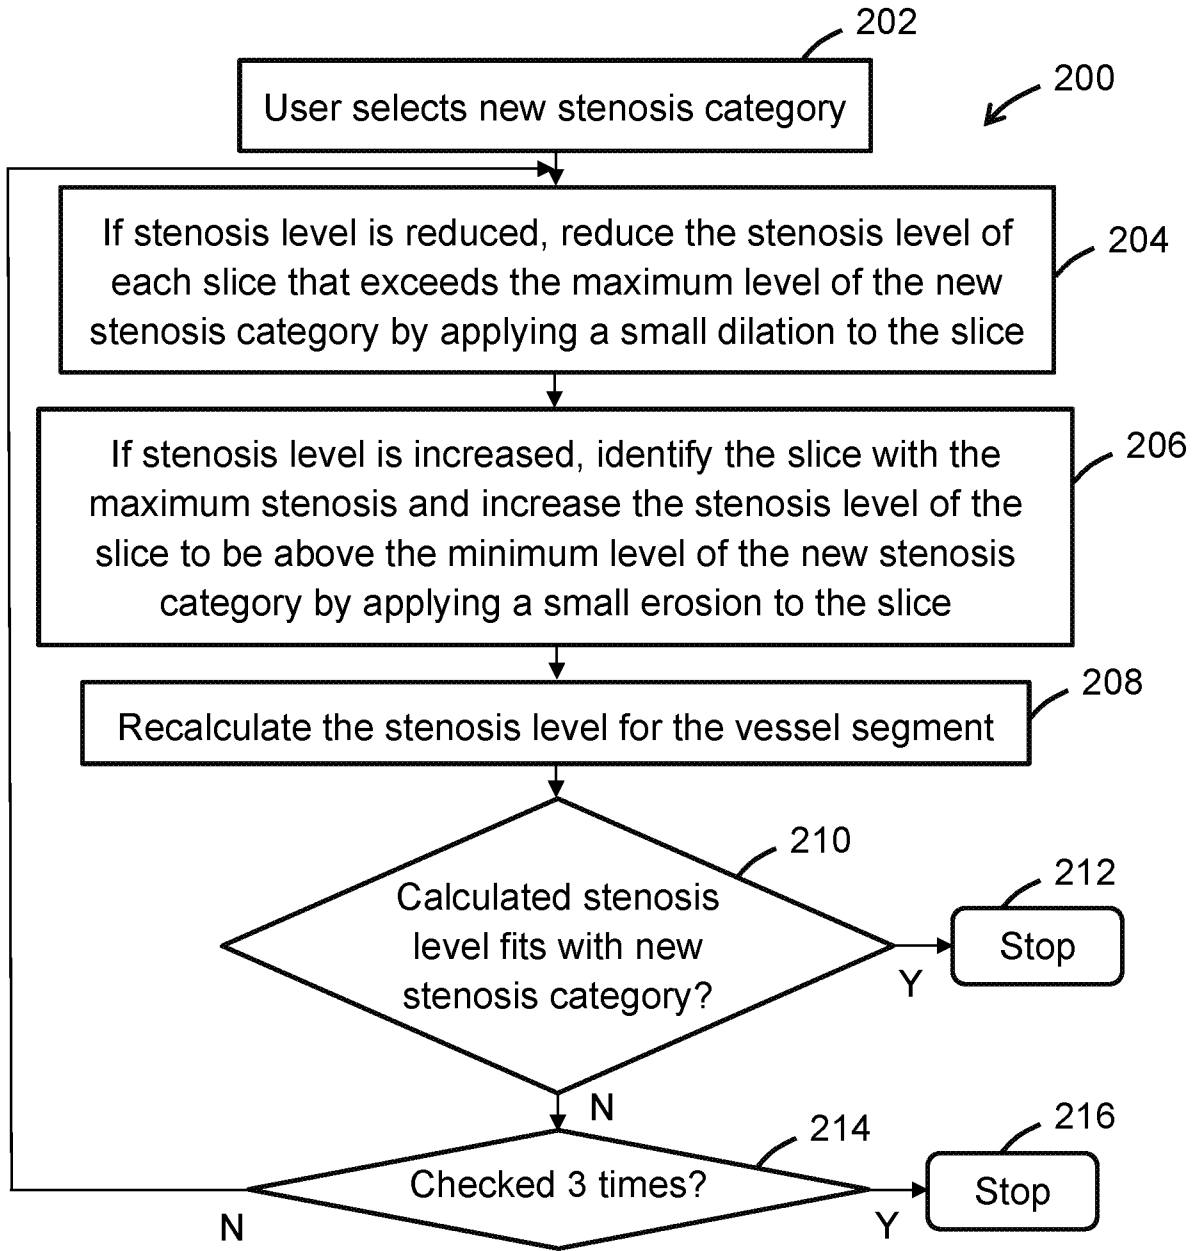 202
User selects new stenosis category
200
If stenosis level is reduced, reduce the stenosis level of
each slice that exceeds the maximum level of the new
stenosis category by applying a small dilation to the slice
204
If stenosis level is increased, identify the slice with the
maximum stenosis and increase the stenosis level of the
slice to be above the minimum level of the new stenosis
category by applying a small erosion to the slice
206
Recalculate the stenosis level for the vessel segment
208
Calculated stenosis
level fits with new
stenosis category?
210
Y
212
Stop
N
Checked 3 times?
214
N
Y
216
Stop